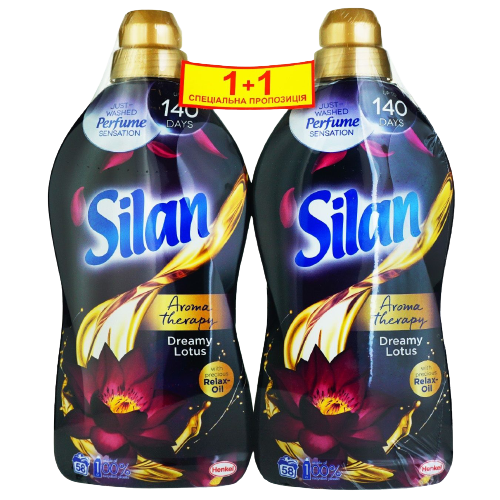 1+1
СПЕЦІАЛЬНА ПРОПОЗИЦІЯ
JUST-
WASHED
Perfume
SENSATION
140
DAYS
Silan
Aroma
therapy
Dreamy
Lotus
with precious
Relax-
Oil
58
100%
Henkel
JUST-
WASHED
Perfume
SENSATION
140
DAYS
Silan
Aroma
therapy
Dreamy
Lotus
with precious
Relax-
Oil
58
100%
Henkel